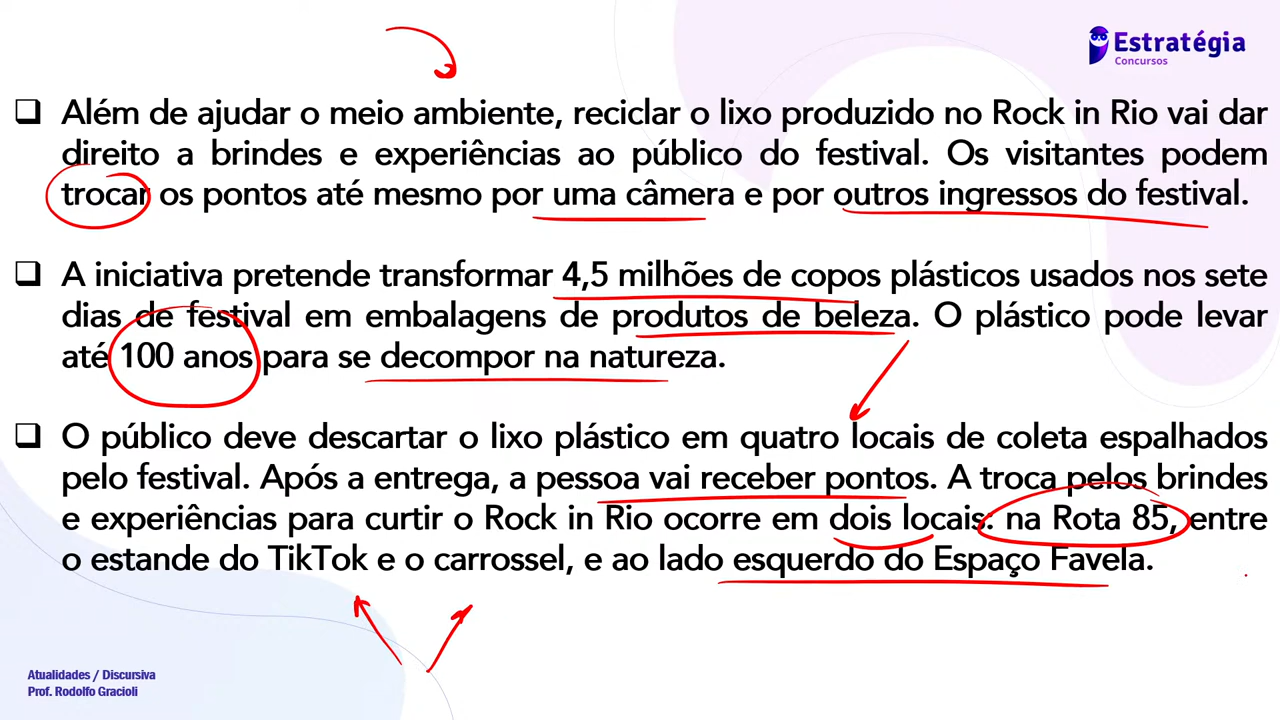 Estratégia
Concursos
❑ Além de ajudar o meio ambiente, reciclar o lixo produzido no Rock in Rio vai dar
direito a brindes e experiências ao público do festival. Os visitantes podem
trocar os pontos até mesmo por uma câmera e por outros ingressos do festival.
❑ A iniciativa pretende transformar 4,5 milhões de copos plásticos usados nos sete
dias de festival em embalagens de produtos de beleza. O plástico pode levar
até 100 anos para se decompor na natureza.
❑ O público deve descartar o lixo plástico em quatro locais de coleta espalhados
pelo festival. Após a entrega, a pessoa vai receber pontos. A troca pelos brindes
e experiências para curtir o Rock in Rio ocorre em dois locais: na Rota 85, entre
o estande do TikTok e o carrossel, e ao lado esquerdo do Espaço Favela.
Atualidades / Discursiva
Prof. Rodolfo Gracioli